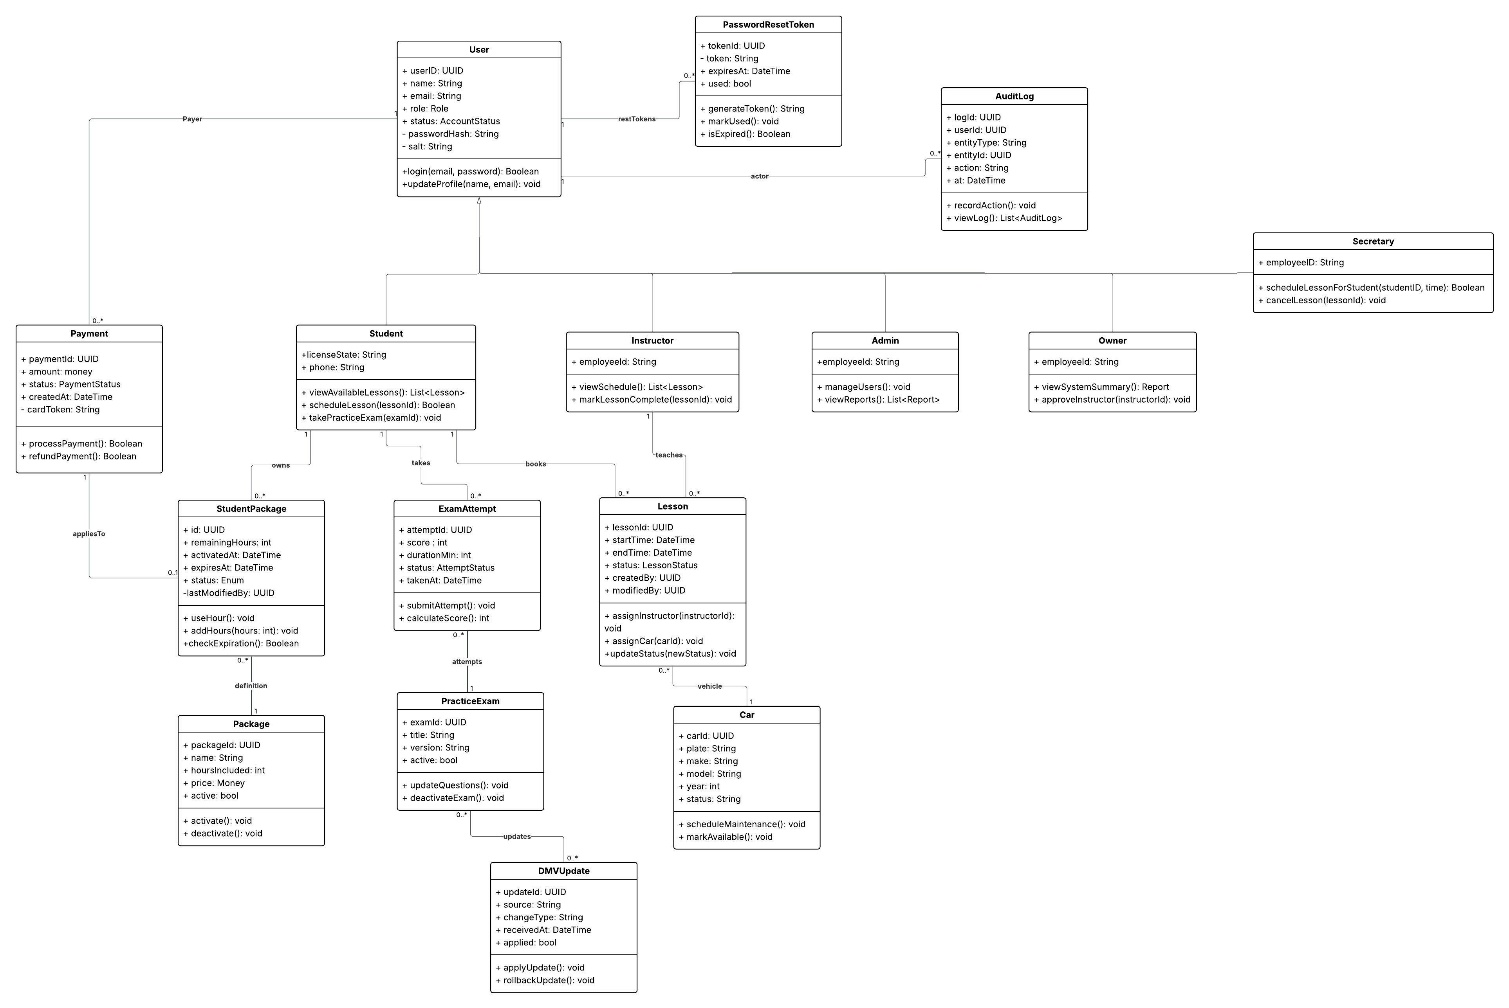 PasswordResetToken
+ tokenId: UUID
- token: String
+ expiresAt: DateTime
+ used: bool
+ generateToken(): String
+ markUsed(): void
+ isExpired(): Boolean
User
+ userID: UUID
+ name: String
+ email: String
+ role: Role
+ status: AccountStatus
- passwordHash: String
- salt: String
+login(email, password): Boolean
+updateProfile(name, email): void
AuditLog
+ logId: UUID
+ userId: UUID
+ entityType: String
+ entityId: UUID
+ action: String
+ at: DateTime
+ recordAction(): void
+ viewLog(): List<AuditLog>
0..*
1
restTokens
1
Payer
0..*
0..*
1
actor
Secretary
+ employeeID: String
+ scheduleLessonForStudent(studentID, time): Boolean
+ cancelLesson(lessonId): void
Payment
+ paymentId: UUID
+ amount: money
+ status: PaymentStatus
+ createdAt: DateTime
- cardToken: String
+ processPayment(): Boolean
+ refundPayment(): Boolean
Student
+licenseState: String
+ phone: String
+ viewAvailableLessons(): List<Lesson>
+ scheduleLesson(lessonId): Boolean
+ takePracticeExam(examId): void
Instructor
+ employeeId: String
+ viewSchedule(): List<Lesson>
+ markLessonComplete(lessonId): void
Admin
+employeeId: String
+ manageUsers(): void
+ viewReports(): List<Report>
Owner
+ employeeId: String
+ viewSystemSummary(): Report
+ approveInstructor(instructorId): void
1
appliesTo
0..1
1
owns
0..*
1
takes
0..*
1
books
0..*
1
teaches
0..*
StudentPackage
+ id: UUID
+ remainingHours: int
+ activatedAt: DateTime
+ expiresAt: DateTime
+ status: Enum
-lastModifiedBy: UUID
+ useHour(): void
+ addHours(hours: int): void
+checkExpiration(): Boolean
ExamAttempt
+ attemptId: UUID
+ score : int
+ durationMin: int
+ status: AttemptStatus
+ takenAt: DateTime
+ submitAttempt(): void
+ calculateScore(): int
Lesson
+ lessonId: UUID
+ startTime: DateTime
+ endTime: DateTime
+ status: LessonStatus
+ createdBy: UUID
+ modifiedBy: UUID
+ assignInstructor(instructorId):
void
+ assignCar(carId): void
+updateStatus(newStatus): void
0..*
definition
1
0..*
attempts
1
0..*
vehicle
1
Package
+ packageId: UUID
+ name: String
+ hoursIncluded: int
+ price: Money
+ active: bool
+ activate(): void
+ deactivate(): void
PracticeExam
+ examId: UUID
+ title: String
+ version: String
+ active: bool
+ updateQuestions(): void
+ deactivateExam(): void
Car
+ carId: UUID
+ plate: String
+ make: String
+ model: String
+ year: int
+ status: String
+ scheduleMaintenance(): void
+ markAvailable(): void
0..*
updates
0..*
DMVUpdate
+ updateId: UUID
+ source: String
+ changeType: String
+ receivedAt: DateTime
+ applied: bool
+ applyUpdate(): void
+ rollbackUpdate(): void